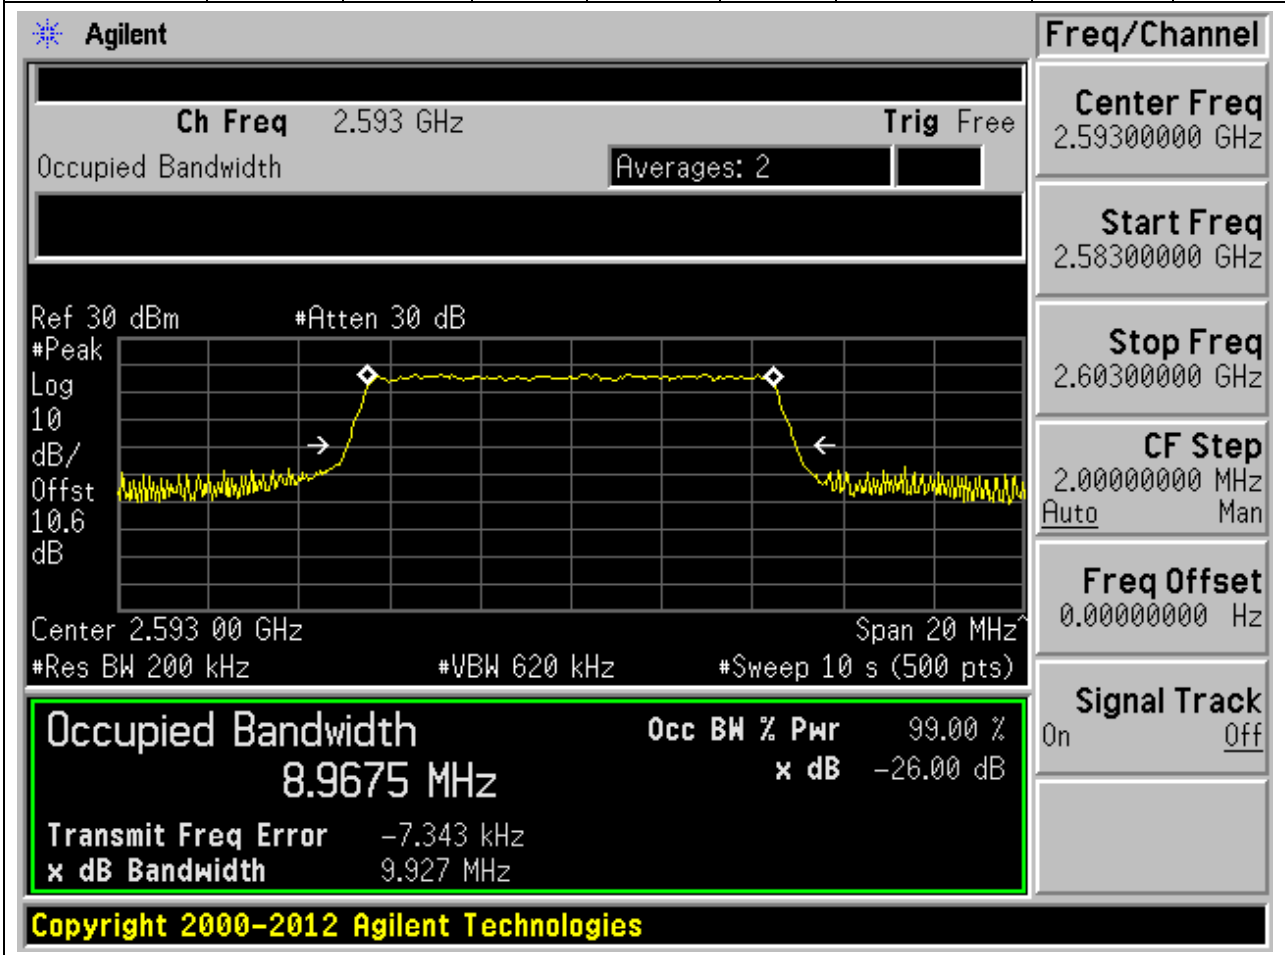 Agilent
Freq/Channel
Ch Freq 2.593 GHz Trig Free
Occupied Bandwidth Averages: 2
Center Freq
2.59300000 GHz
Start Freq
2.58300000 GHz
Stop Freq
2.60300000 GHz
CF Step
2.00000000 MHz
Auto Man
Freq Offset
0.00000000 Hz
Signal Track
On Off
Ref 30 dBm #Atten 30 dB
#Peak
Log
10
dB/
Offst
10.6
dB
Center 2.593 00 GHz Span 20 MHz^
#Res BW 200 kHz #VBW 620 kHz #Sweep 10 s (500 pts)
Occupied Bandwidth Occ BW % Pwr 99.00 %
8.9675 MHz x dB -26.00 dB
Transmit Freq Error -7.343 kHz
x dB Bandwidth 9.927 MHz
Copyright 2000-2012 Agilent Technologies